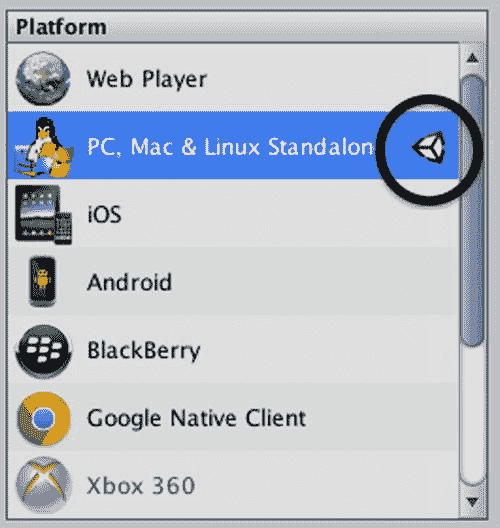 Platform
Web Player
PC, Mac & Linux Standalon
iOS
Android
BlackBerry
Google Native Client
Xbox 360